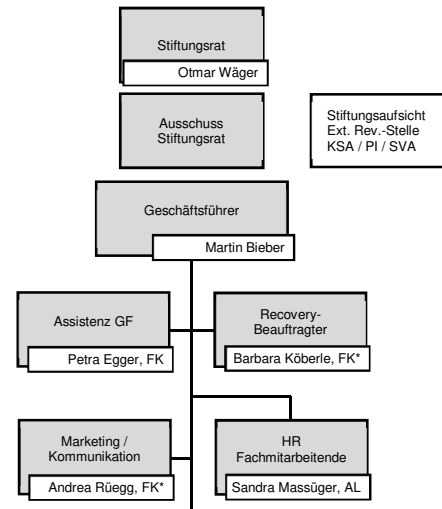 Stiftungsrat
Otmar Wäger
Ausschuss
Stiftungsrat
Stiftungsaufsicht
Ext. Rev.-Stelle
KSA / PI / SVA
Geschäftsführer
Martin Bieber
Assistenz GF
Petra Egger, FK
Recovery-
Beauftragter
Barbara Köberle, FK*
Marketing /
Kommunikation
Andrea Rüegg, FK*
HR
Fachmitarbeitende
Sandra Massüger, AL